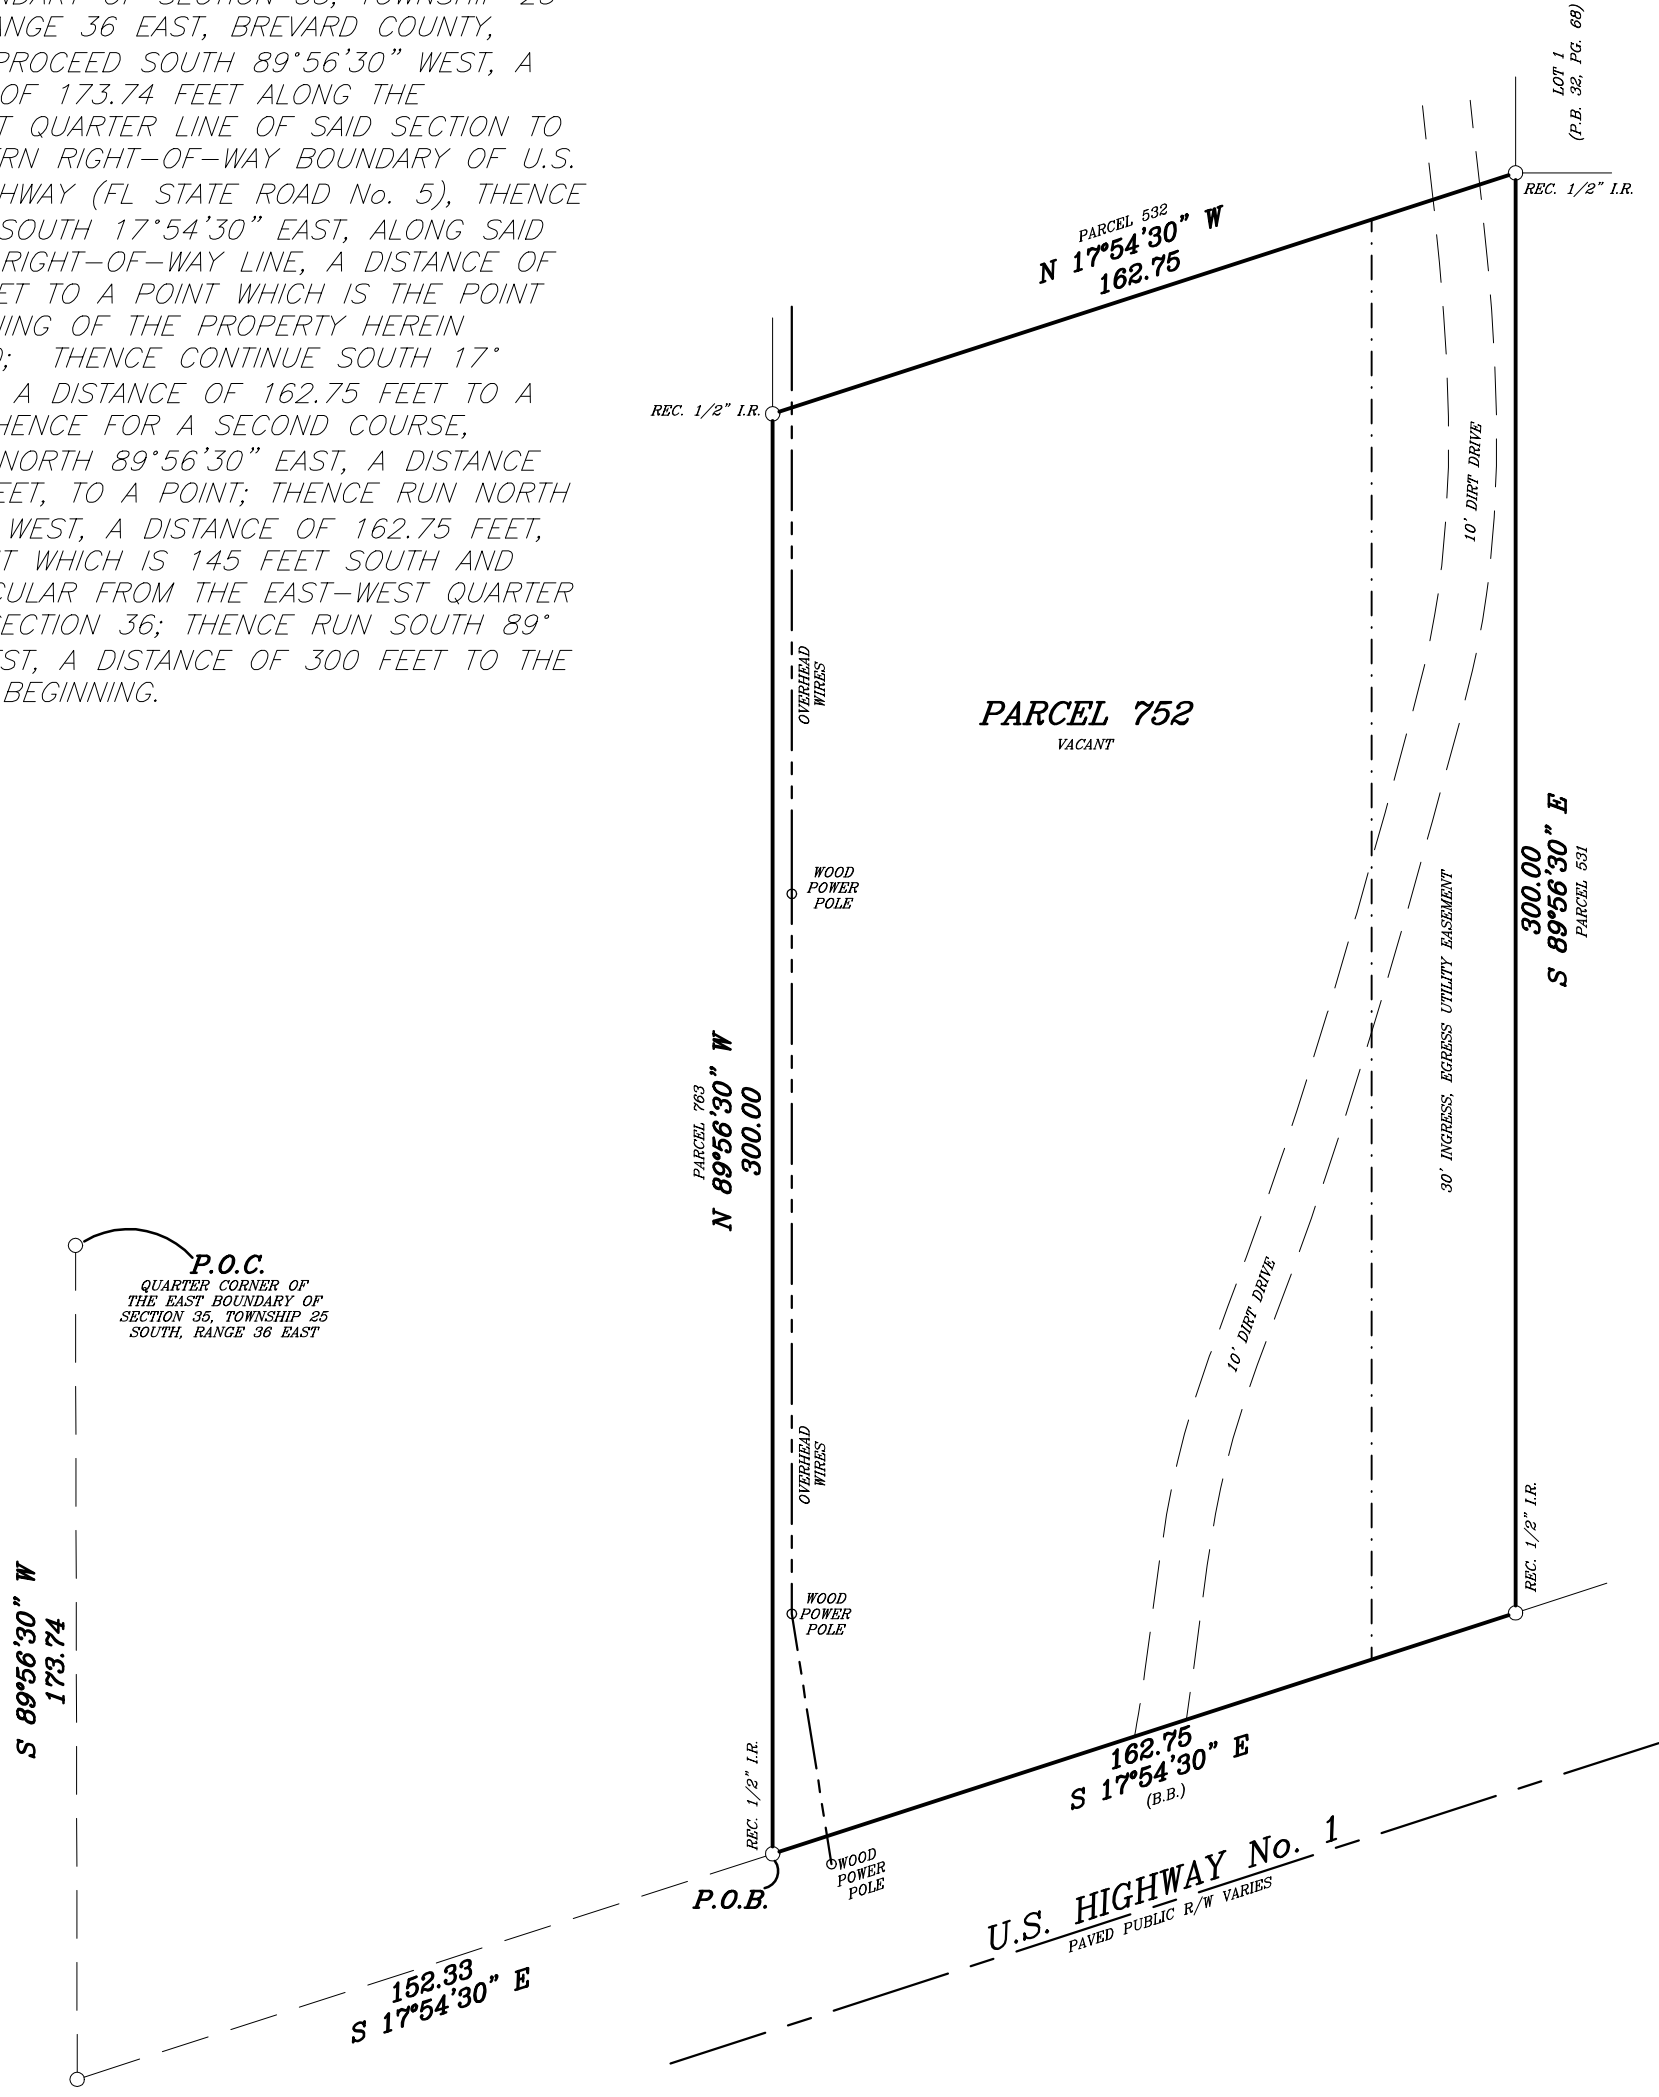 OF SECTION 35, TOWNSHIP 25
RANGE 36 EAST, BREVARD COUNTY,
PROCEED SOUTH 89°56'30" WEST, A
OF 173.74 FEET ALONG THE
QUARTER LINE OF SAID SECTION TO
RIGHT-OF-WAY BOUNDARY OF U.S.
(FL STATE ROAD No. 5), THENCE
SOUTH 17°54'30" EAST, ALONG SAID
RIGHT-OF-WAY LINE, A DISTANCE OF
TO A POINT WHICH IS THE POINT
OF THE PROPERTY HEREIN
THENCE CONTINUE SOUTH 17°
A DISTANCE OF 162.75 FEET TO A
THENCE FOR A SECOND COURSE,
NORTH 89°56'30" EAST, A DISTANCE
FEET, TO A POINT; THENCE RUN NORTH
WEST, A DISTANCE OF 162.75 FEET,
WHICH IS 145 FEET SOUTH AND
FROM THE EAST-WEST QUARTER
SECTION 36; THENCE RUN SOUTH 89°
A DISTANCE OF 300 FEET TO THE
BEGINNING.
LOT 1
(P.B. 32, PG. 68)
REC. 1/2" I.R.
PARCEL 532
N 17°54'30" W
162.75
REC. 1/2" I.R.
10' DIRT DRIVE
OVERHEAD
WIRES
PARCEL 752
VACANT
300.00
S 89°56'30" E
PARCEL 531
WOOD
POWER
POLE
30' INGRESS, EGRESS UTILITY EASEMENT
PARCEL 763
N 89°56'30" W
300.00
P.O.C.
QUARTER CORNER OF
THE EAST BOUNDARY OF
SECTION 35, TOWNSHIP 25
SOUTH, RANGE 36 EAST
10' DIRT DRIVE
OVERHEAD
WIRES
REC. 1/2" I.R.
S 89°56'30" W
173.74
WOOD
POWER
POLE
REC. 1/2" I.R.
162.75
S 17°54'30" E
(B.B.)
WOOD
POWER
POLE
P.O.B.
U.S. HIGHWAY No. 1
PAVED PUBLIC R/W VARIES
152.33
S 17°54'30" E